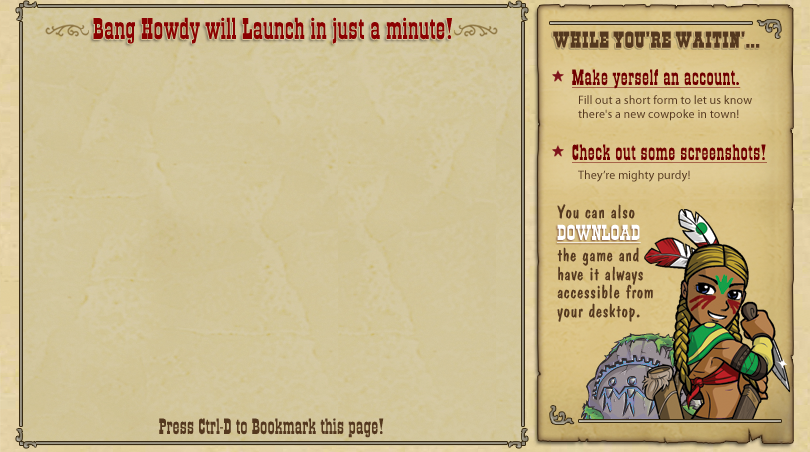 Bang Howdy will Launch in just a minute!
Press Ctrl-D to Bookmark this page!
WHILE YOU'RE WAITIN'...
Make yerself an account.
Fill out a short form to let us know
there's a new cowpoke in town!
Check out some screenshots!
They're mighty purdy!
You can also
DOWNLOAD
the game and
have it always
accessible from
your desktop.